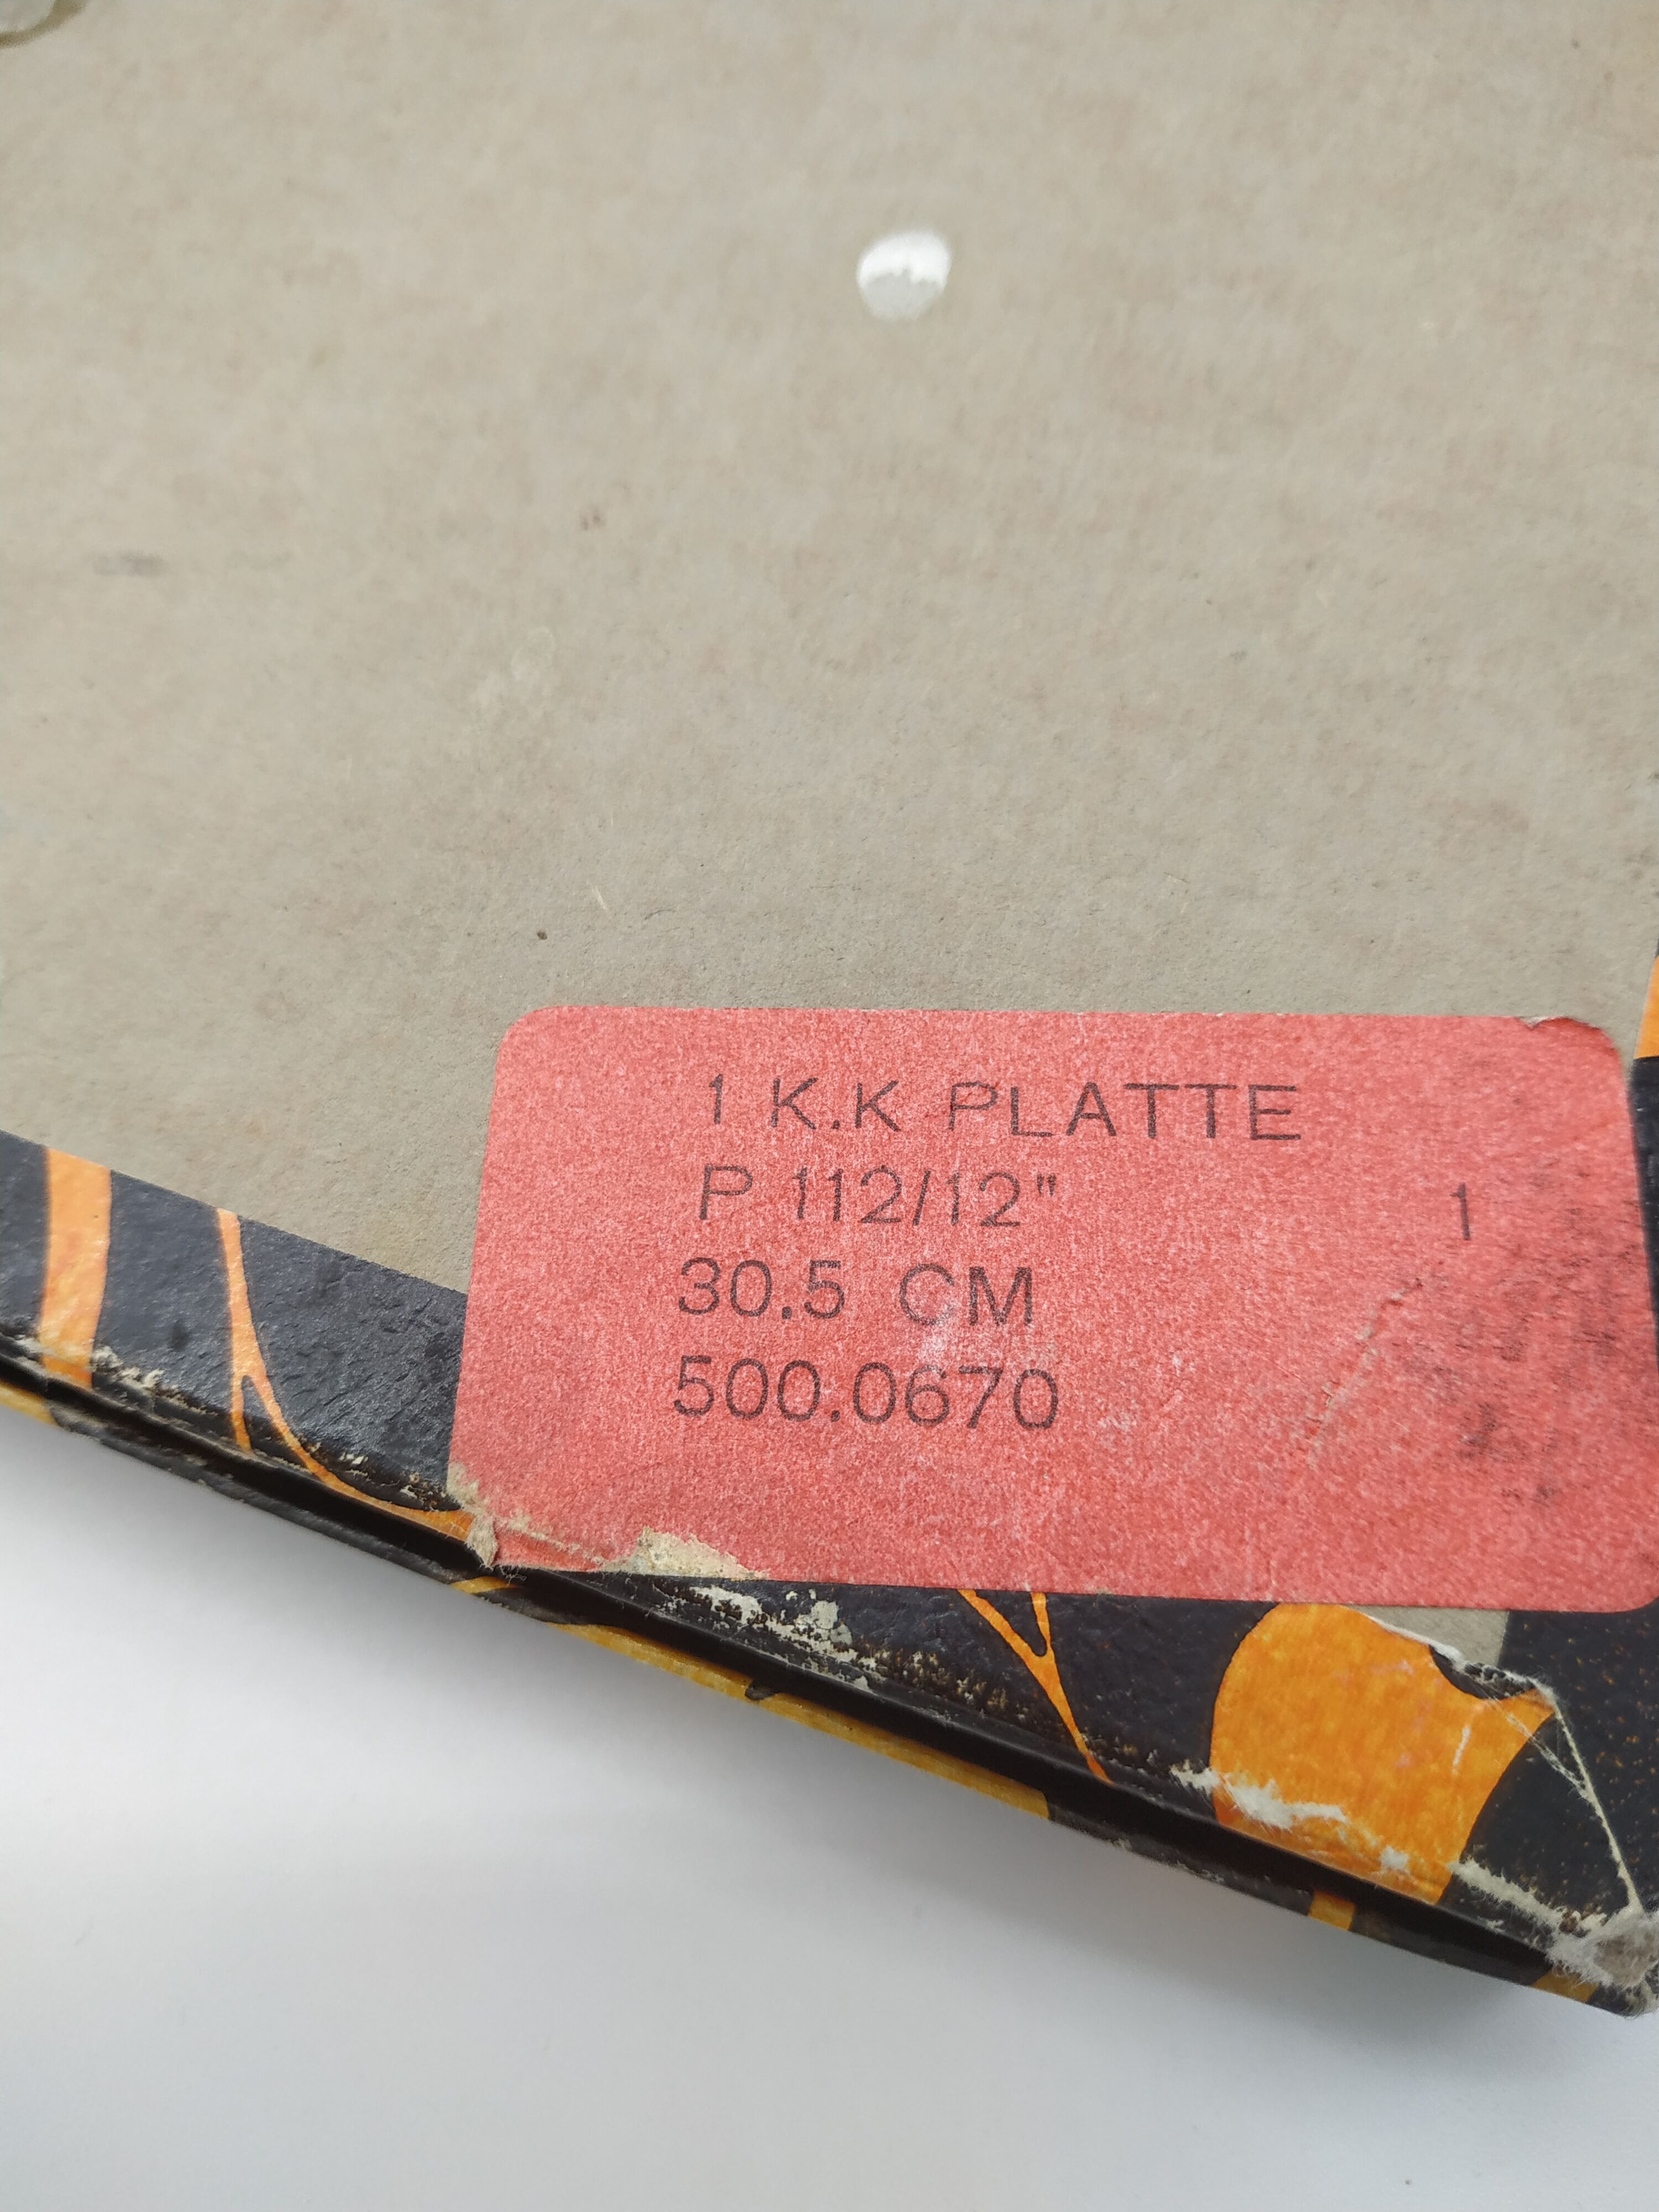 1 K.K PLATTE
P 112/12" 1
30.5 CM
500.0670